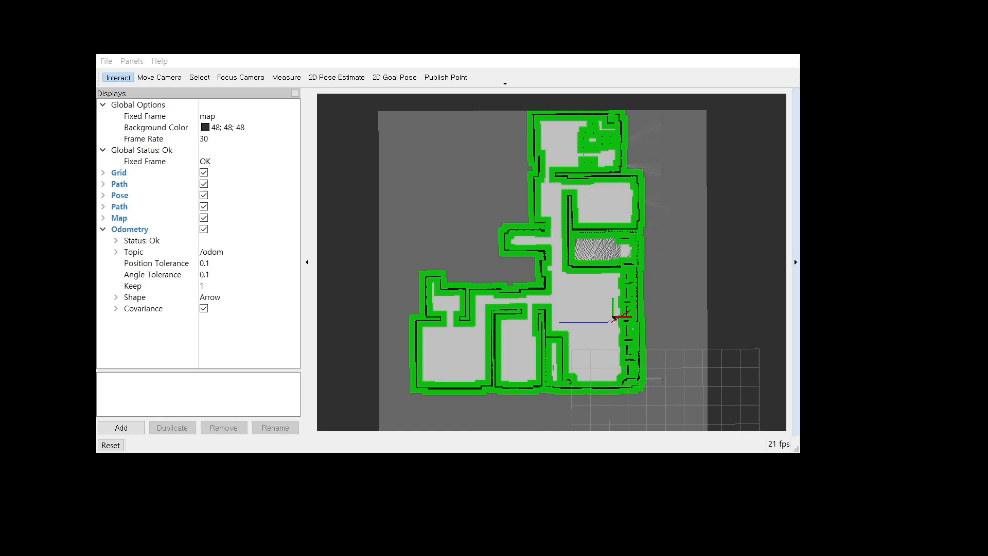 File Panels Help
Interact Move Camera Select Focus Camera Measure 2D Pose Estimate 2D Goal Pose Publish Point
Displays
Global Options
Fixed Frame map
Background Color 48; 48; 48
Frame Rate 30
Global Status: Ok
Fixed Frame OK
Grid
Path
Pose
Path
Map
Odometry
Status: Ok
Topic /odom
Position Tolerance 0.1
Angle Tolerance 0.1
Keep 1
Shape Arrow
Covariance
Add Duplicate Remove Rename
Reset 21 fps